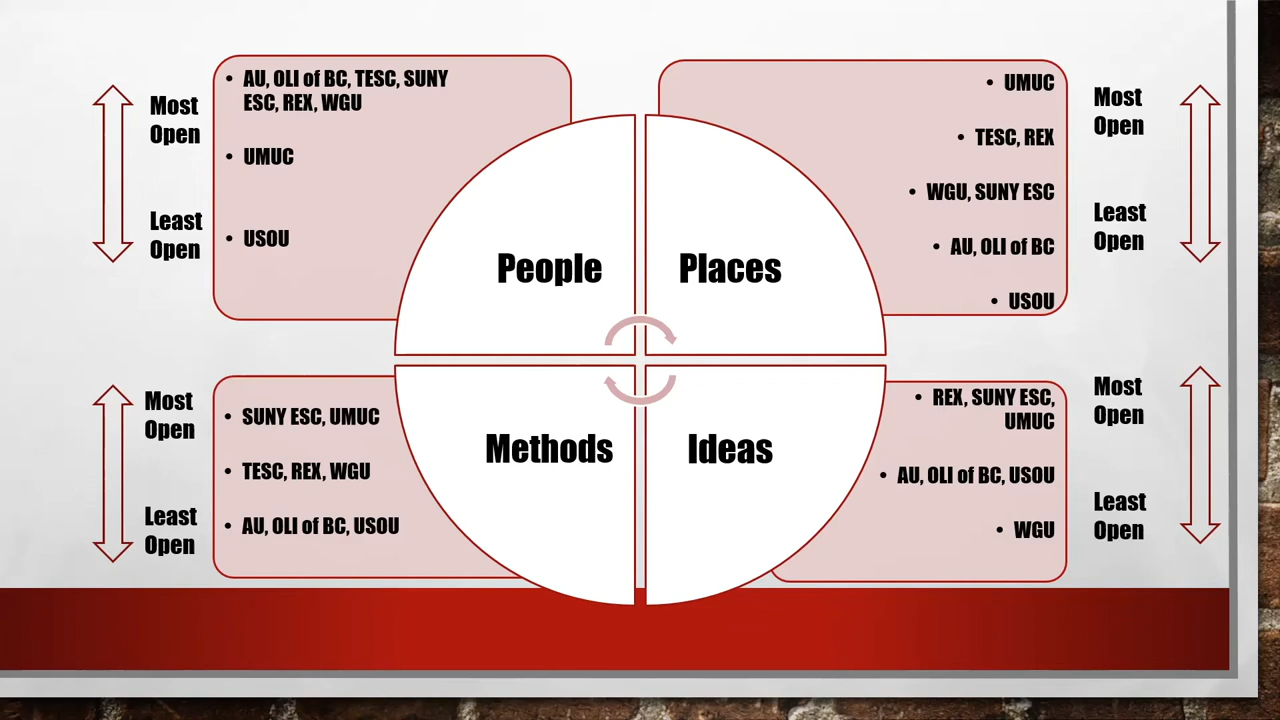 Most
Open
Least
Open
• AU, OLI of BC, TESC, SUNY
ESC, REX, WGU
• UMUC
• USOU
People
• UMUC
• TESC, REX
• WGU, SUNY ESC
• AU, OLI of BC
• USOU
Places
Most
Open
Least
Open
Most
Open
Least
Open
• SUNY ESC, UMUC
• TESC, REX, WGU
• AU, OLI of BC, USOU
Methods
Ideas
• REX, SUNY ESC,
UMUC
• AU, OLI of BC, USOU
• WGU
Most
Open
Least
Open